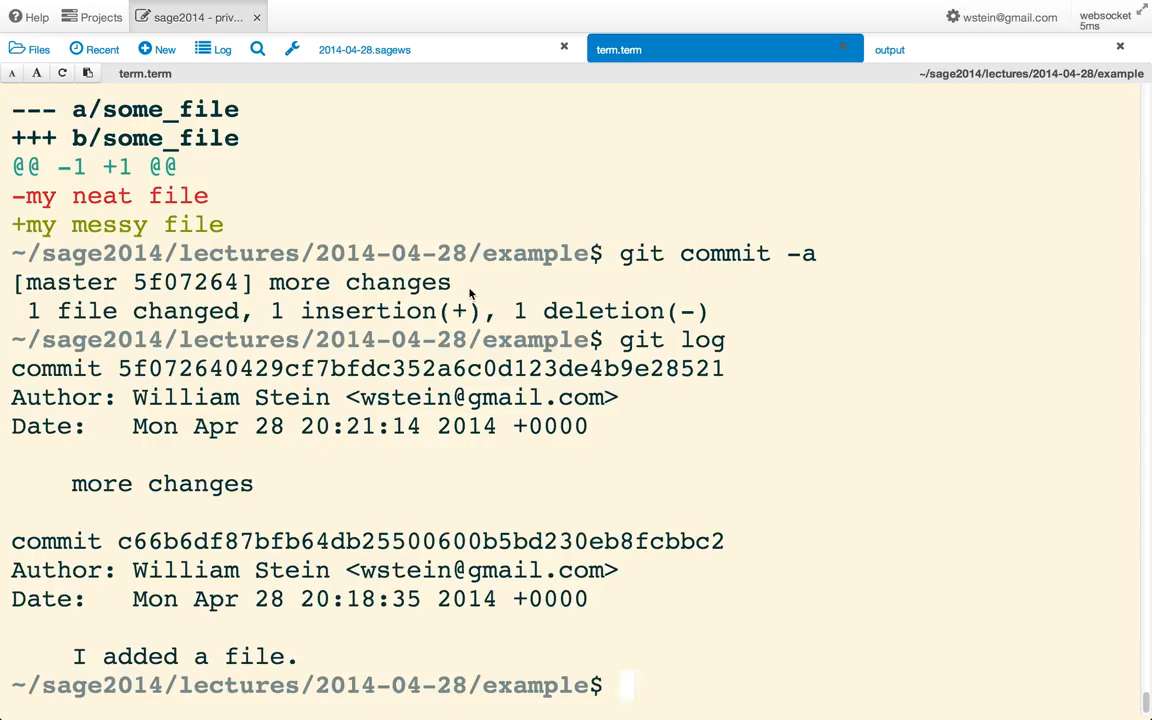 Help Projects sage2014 - priv... × wstein@gmail.com websocket
5ms
Files Recent New Log 2014-04-28.sagews × term.term × output ×
A A term.term ~/sage2014/lectures/2014-04-28/example
--- a/some_file
+++ b/some_file
@@ -1 +1 @@
-my neat file
+my messy file
~/sage2014/lectures/2014-04-28/example$ git commit -a
[master 5f07264] more changes
 1 file changed, 1 insertion(+), 1 deletion(-)
~/sage2014/lectures/2014-04-28/example$ git log
commit 5f072640429cf7bfdc352a6c0d123de4b9e28521
Author: William Stein <wstein@gmail.com>
Date:   Mon Apr 28 20:21:14 2014 +0000
    more changes
commit c66b6df87bfb64db25500600b5bd230eb8fcbbc2
Author: William Stein <wstein@gmail.com>
Date:   Mon Apr 28 20:18:35 2014 +0000
    I added a file.
~/sage2014/lectures/2014-04-28/example$